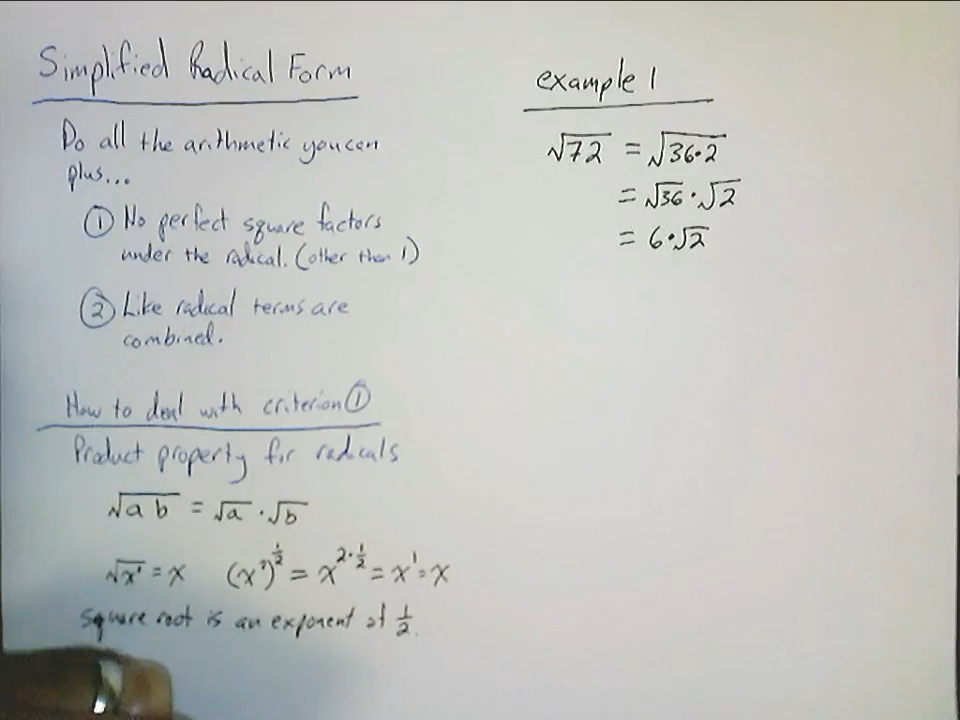 Simplified Radical Form
Do all the arithmetic you can
plus...
① No perfect square factors
under the radical. (other than 1)
② Like radical terms are
combined.
How to deal with criterion ①
Product property for radicals
√(ab) = √a · √b
√x² = x (x²)^(1/2) = x^(2·1/2) = x¹ = x
square root is an exponent of 1/2.
example 1
√72 = √(36·2)
= √36 · √2
= 6·√2